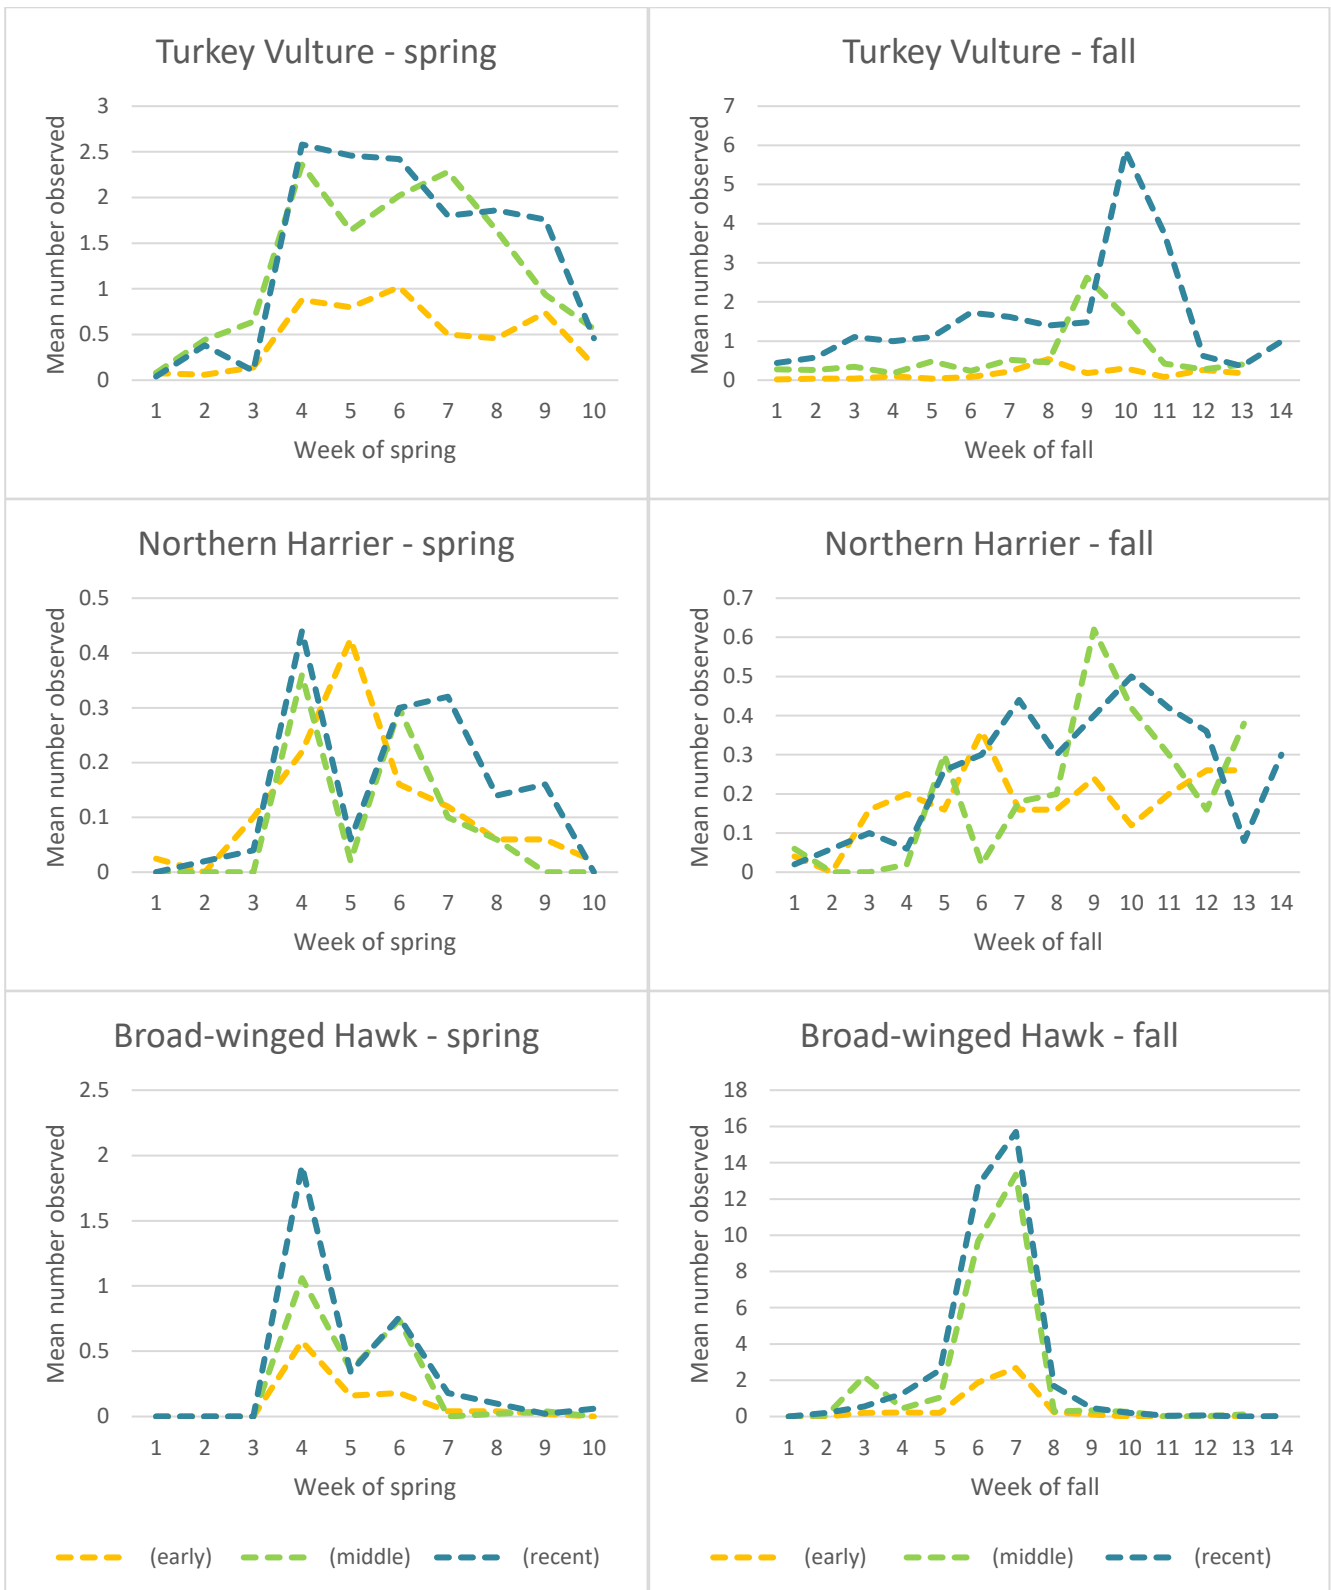 Turkey Vulture - spring
Mean number observed
3
2.5
2
1.5
1
0.5
0
1 2 3 4 5 6 7 8 9 10
Week of spring
Turkey Vulture - fall
Mean number observed
7
6
5
4
3
2
1
0
1 2 3 4 5 6 7 8 9 10 11 12 13 14
Week of fall
Northern Harrier - spring
Mean number observed
0.5
0.4
0.3
0.2
0.1
0
1 2 3 4 5 6 7 8 9 10
Week of spring
Northern Harrier - fall
Mean number observed
0.7
0.6
0.5
0.4
0.3
0.2
0.1
0
1 2 3 4 5 6 7 8 9 10 11 12 13 14
Week of fall
Broad-winged Hawk - spring
Mean number observed
2.5
2
1.5
1
0.5
0
1 2 3 4 5 6 7 8 9 10
Week of spring
(early) (middle) (recent)
Broad-winged Hawk - fall
Mean number observed
18
16
14
12
10
8
6
4
2
0
1 2 3 4 5 6 7 8 9 10 11 12 13 14
Week of fall
(early) (middle) (recent)